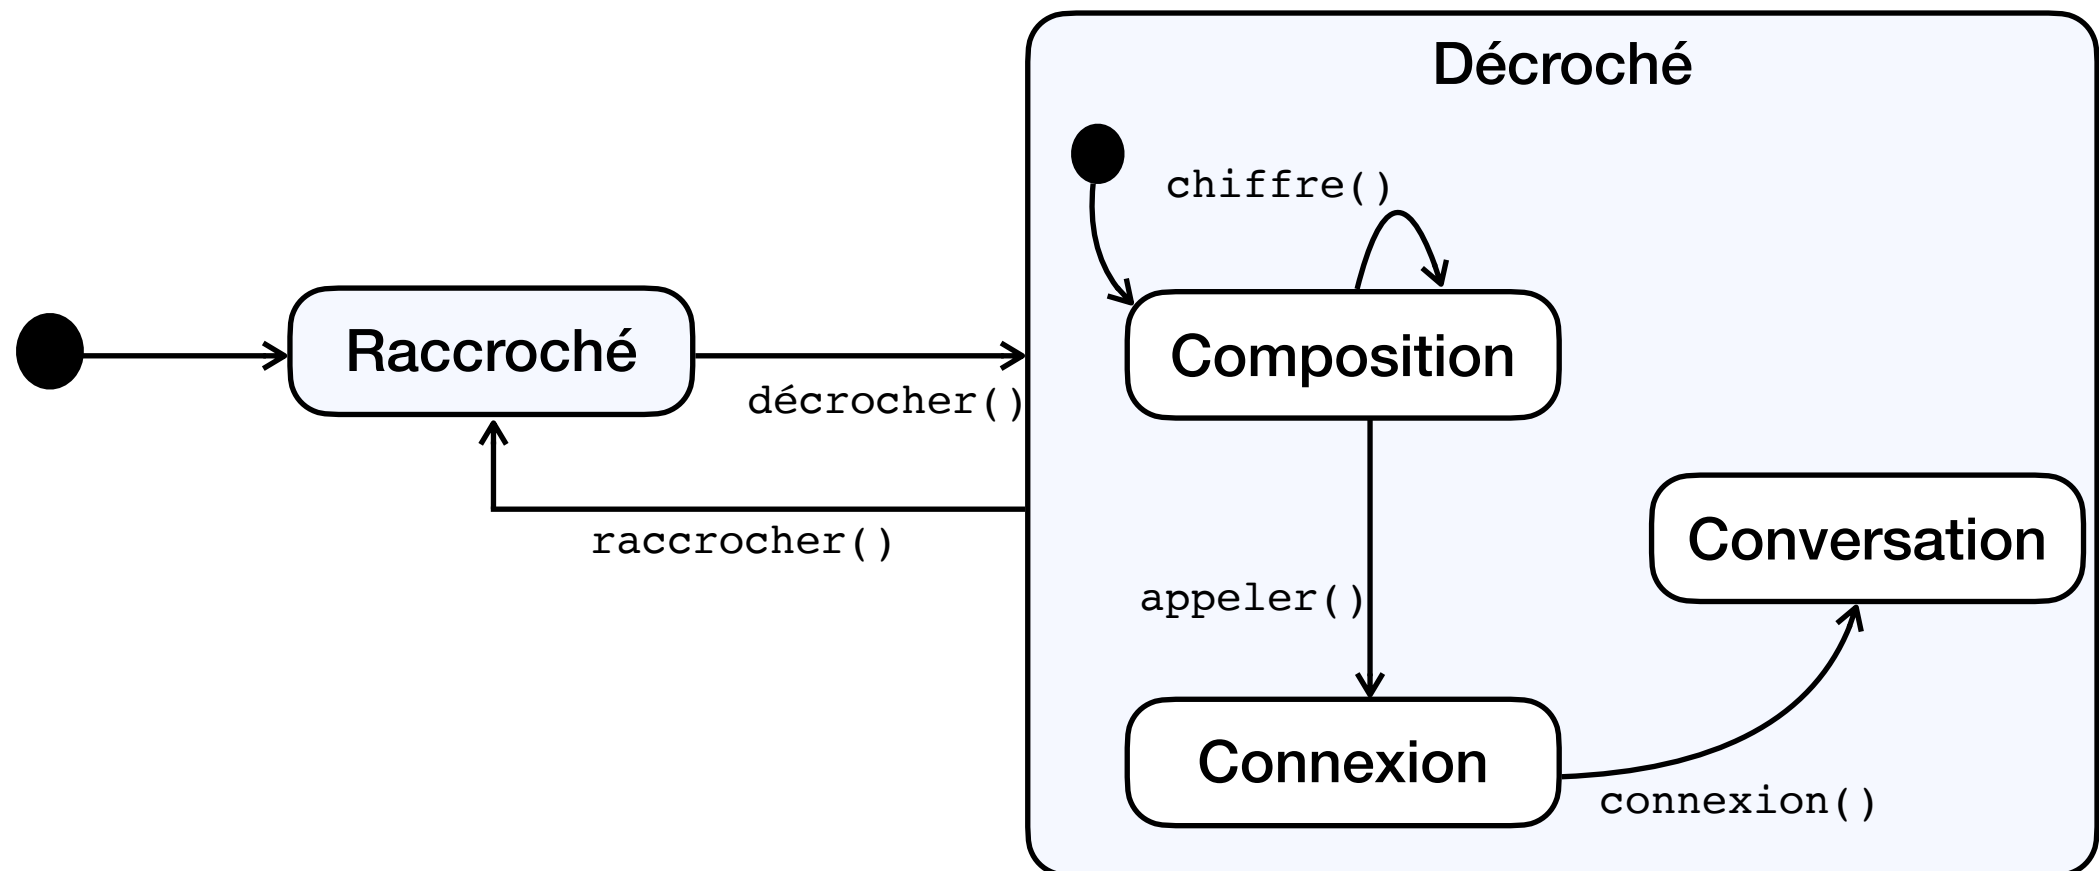 Décroché
chiffre()
Raccroché
Composition
décrocher()
raccrocher()
Conversation
appeler()
Connexion
connexion()